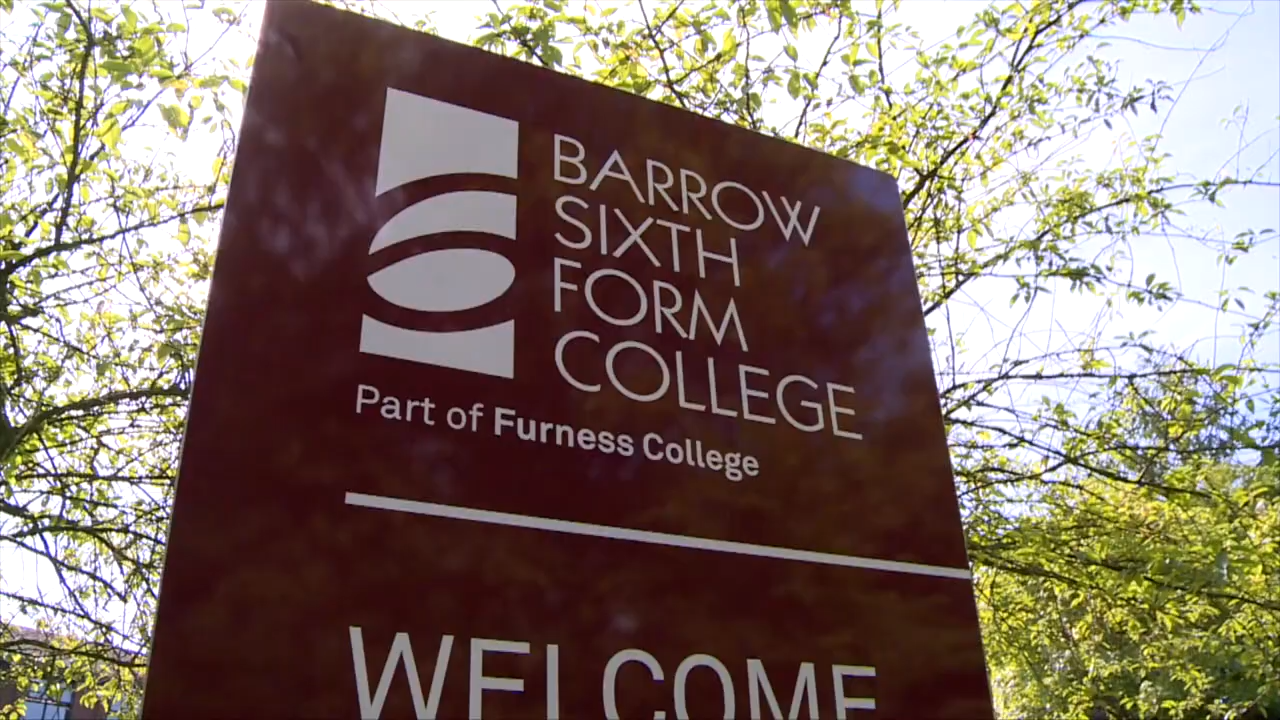 BARROW
SIXTH
FORM
COLLEGE
Part of Furness College
WELCOME